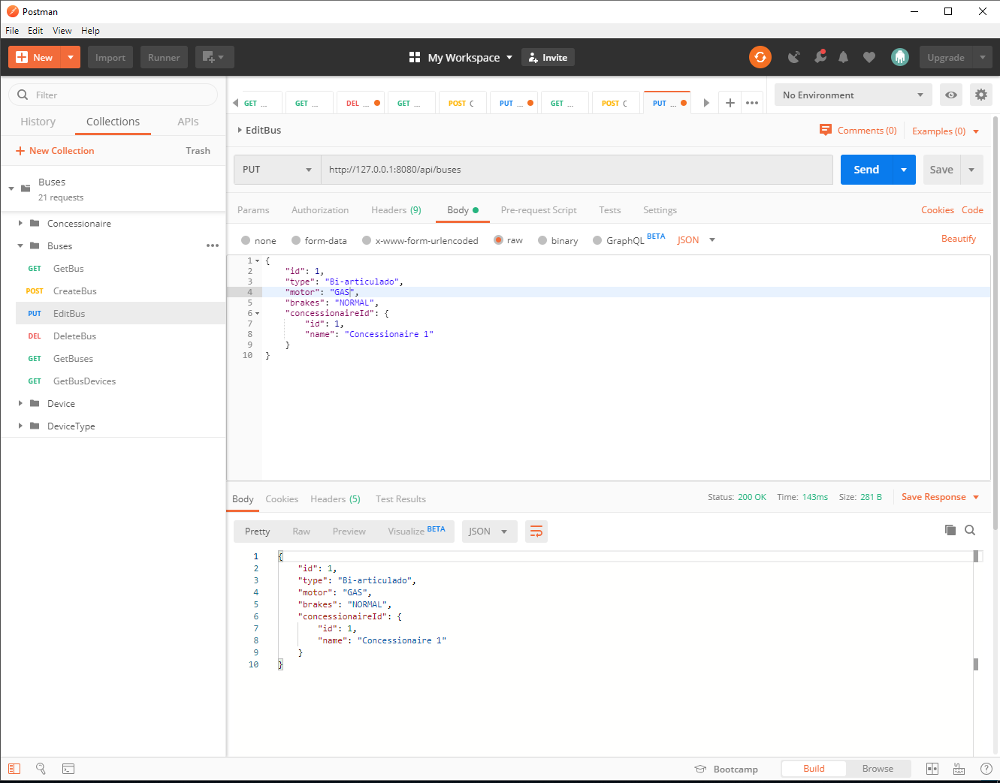 Postman
File Edit View Help
New Import Runner My Workspace Invite Upgrade
Filter
History Collections APIs
New Collection Trash
Buses
21 requests
Concessionaire
Buses
GET GetBus
POST CreateBus
PUT EditBus
DEL DeleteBus
GET GetBuses
GET GetBusDevices
Device
DeviceType
GET ... GET ... DEL ... GET ... POST C PUT ... GET ... POST C PUT ... No Environment
EditBus Comments (0) Examples (0)
PUT http://127.0.0.1:8080/api/buses Send Save
Params Authorization Headers (9) Body Pre-request Script Tests Settings Cookies Code
none form-data x-www-form-urlencoded raw binary GraphQL BETA JSON Beautify
1 {
2 "id": 1,
3 "type": "Bi-articulado",
4 "motor": "GAS",
5 "brakes": "NORMAL",
6 "concessionaireId": {
7 "id": 1,
8 "name": "Concessionaire 1"
9 }
10 }
Body Cookies Headers (5) Test Results Status: 200 OK Time: 143ms Size: 281 B Save Response
Pretty Raw Preview Visualize BETA JSON
1 {
2 "id": 1,
3 "type": "Bi-articulado",
4 "motor": "GAS",
5 "brakes": "NORMAL",
6 "concessionaireId": {
7 "id": 1,
8 "name": "Concessionaire 1"
9 }
10 }
Bootcamp Build Browse